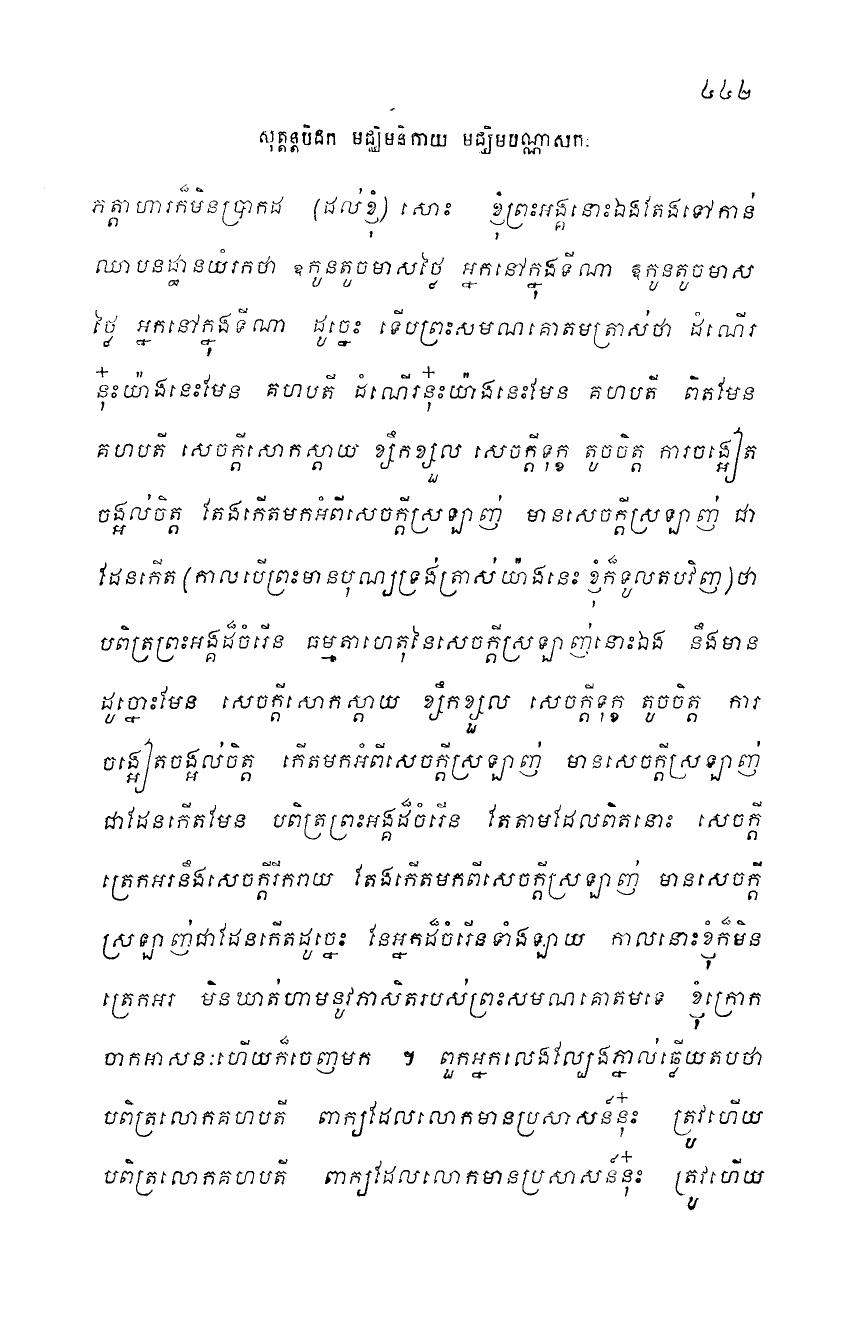 ៤៤២
សុត្តន្តបិដក មជ្ឈិមនិកាយ មជ្ឈិមបណ្ណាសកៈ
ភត្តាហារក៏មិនប្រាកដ (ដល់ខ្ញុំ) សោះ ខ្ញុំព្រះអង្គនោះឯងតែងទៅកាន់
ឈាបនដ្ឋានយំរកថា ឧកូនតូចមាសថ្លៃ អ្នកនៅក្នុងទីណា ឧកូនតូចមាស
ថ្លៃ អ្នកនៅក្នុងទីណា ដូច្នេះ ទើបព្រះសមណគោតមត្រាស់ថា ដំណើរ
នុ៎ះយ៉ាងនេះមែន គហបតី ដំណើរនុ៎ះយ៉ាងនេះមែន គហបតី ពិតមែន
គហបតី សេចក្តីសោកស្តាយ ខ្សឹកខ្សួល សេចក្តីទុក្ខ តូចចិត្ត ការចង្អៀត
ចង្អល់ចិត្ត តែងកើតមកអំពីសេចក្តីស្រឡាញ់ មានសេចក្តីស្រឡាញ់ ជា
ដែនកើត (កាលបើព្រះមានបុណ្យទ្រង់ត្រាស់យ៉ាងនេះ ខ្ញុំក៏ទូលតបវិញ) ថា
បពិត្រព្រះអង្គដ៏ចំរើន ធម្មតាហេតុនៃសេចក្តីស្រឡាញ់នោះឯង នឹងមាន
ដូច្នោះមែន សេចក្តីសោកស្តាយ ខ្សឹកខ្សួល សេចក្តីទុក្ខ តូចចិត្ត ការ
ចង្អៀតចង្អល់ចិត្ត កើតមកអំពីសេចក្តីស្រឡាញ់ មានសេចក្តីស្រឡាញ់
ជាដែនកើតមែន បពិត្រព្រះអង្គដ៏ចំរើន តែតាមដែលពិតនោះ សេចក្តី
ត្រេកអរនឹងសេចក្តីរីករាយ តែងកើតមកពីសេចក្តីស្រឡាញ់ មានសេចក្តី
ស្រឡាញ់ជាដែនកើតដូច្នេះ នៃអ្នកដ៏ចំរើនទាំងឡាយ កាលនោះខ្ញុំក៏មិន
ត្រេកអរ មិនឃាត់ហាមនូវភាសិតរបស់ព្រះសមណគោតមទេ ខ្ញុំក្រោក
ចាកអាសនៈហើយក៏ចេញមក ។ ពួកអ្នកលេងល្បែងភ្នាល់ឆ្លើយតបថា
បពិត្រលោកគហបតី ពាក្យដែលលោកមានប្រសាសន៍នុ៎ះ ត្រូវហើយ
បពិត្រលោកគហបតី ពាក្យដែលលោកមានប្រសាសន៍នុ៎ះ ត្រូវហើយ